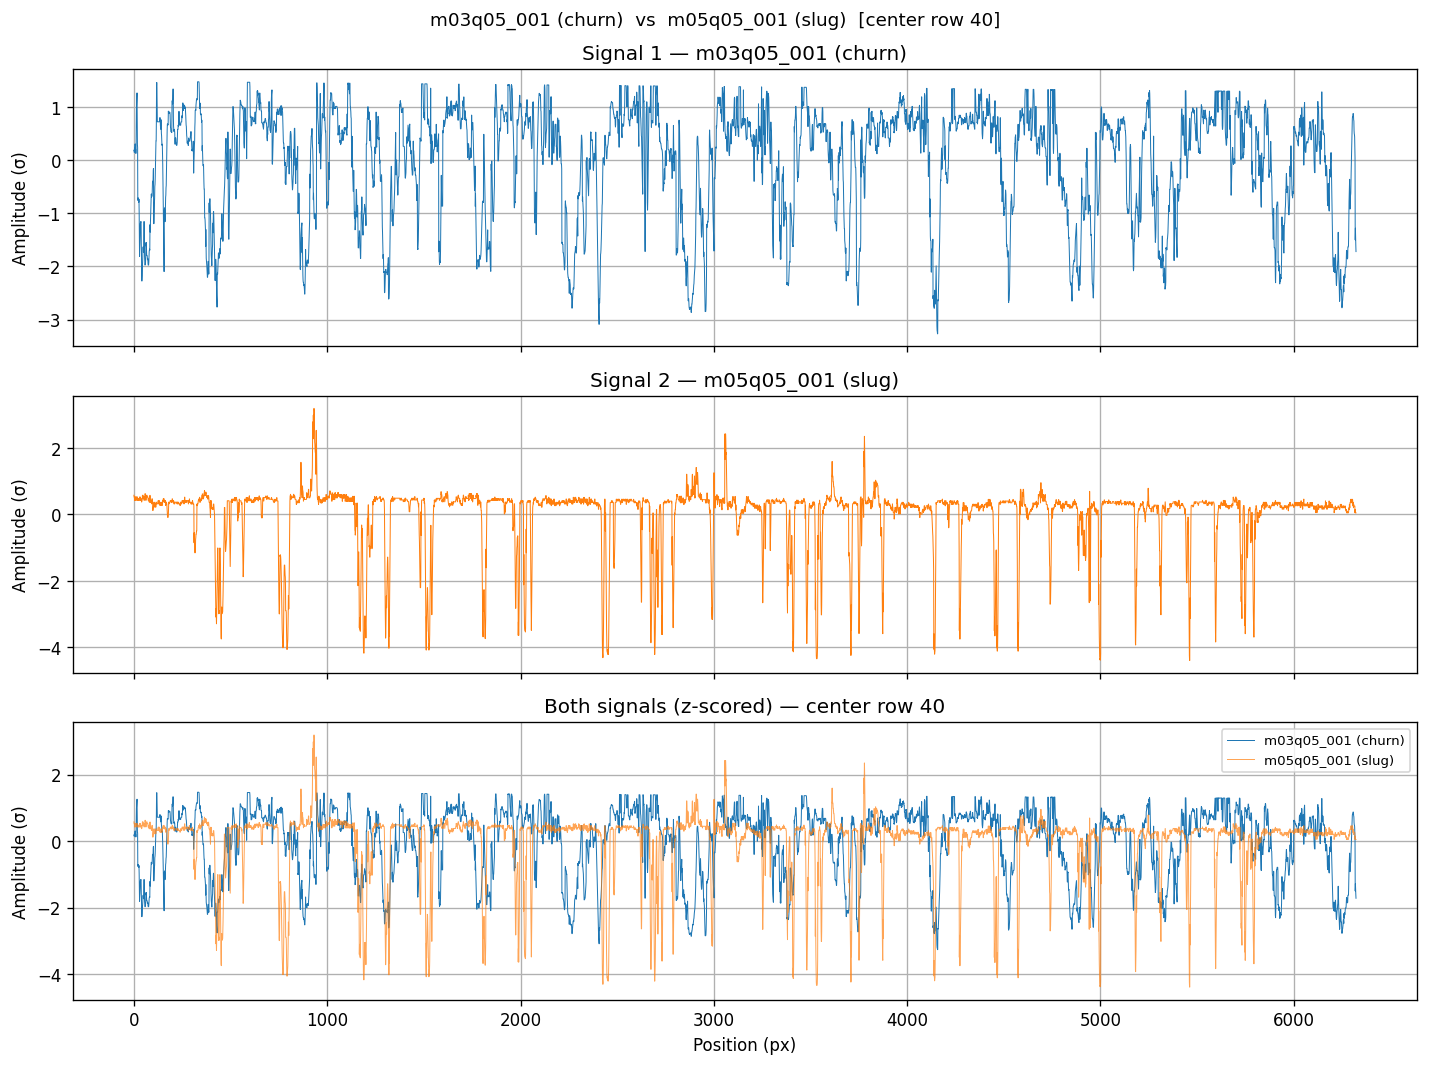 m03q05_001 (churn)  vs  m05q05_001 (slug)  [center row 40]
Signal 1 — m03q05_001 (churn)
Amplitude (σ)
1
0
−1
−2
−3
Signal 2 — m05q05_001 (slug)
Amplitude (σ)
2
0
−2
−4
Both signals (z-scored) — center row 40
Amplitude (σ)
2
0
−2
−4
m03q05_001 (churn)
m05q05_001 (slug)
0 1000 2000 3000 4000 5000 6000
Position (px)